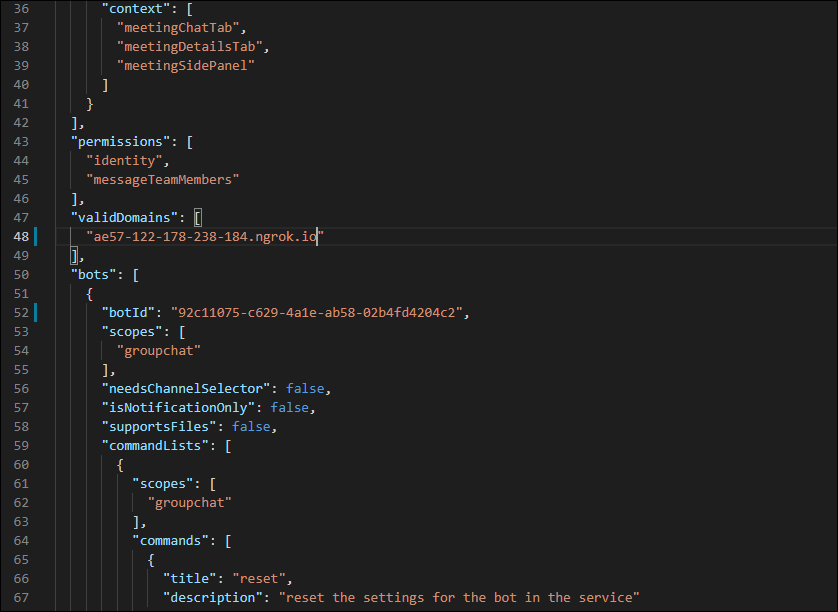 36 "context": [
37 "meetingChatTab",
38 "meetingDetailsTab",
39 "meetingSidePanel"
40 ]
41 }
42 ],
43 "permissions": [
44 "identity",
45 "messageTeamMembers"
46 ],
47 "validDomains": [
48 "ae57-122-178-238-184.ngrok.io"
49 ],
50 "bots": [
51 {
52 "botId": "92c11075-c629-4a1e-ab58-02b4fd4204c2",
53 "scopes": [
54 "groupchat"
55 ],
56 "needsChannelSelector": false,
57 "isNotificationOnly": false,
58 "supportsFiles": false,
59 "commandLists": [
60 {
61 "scopes": [
62 "groupchat"
63 ],
64 "commands": [
65 {
66 "title": "reset",
67 "description": "reset the settings for the bot in the service"